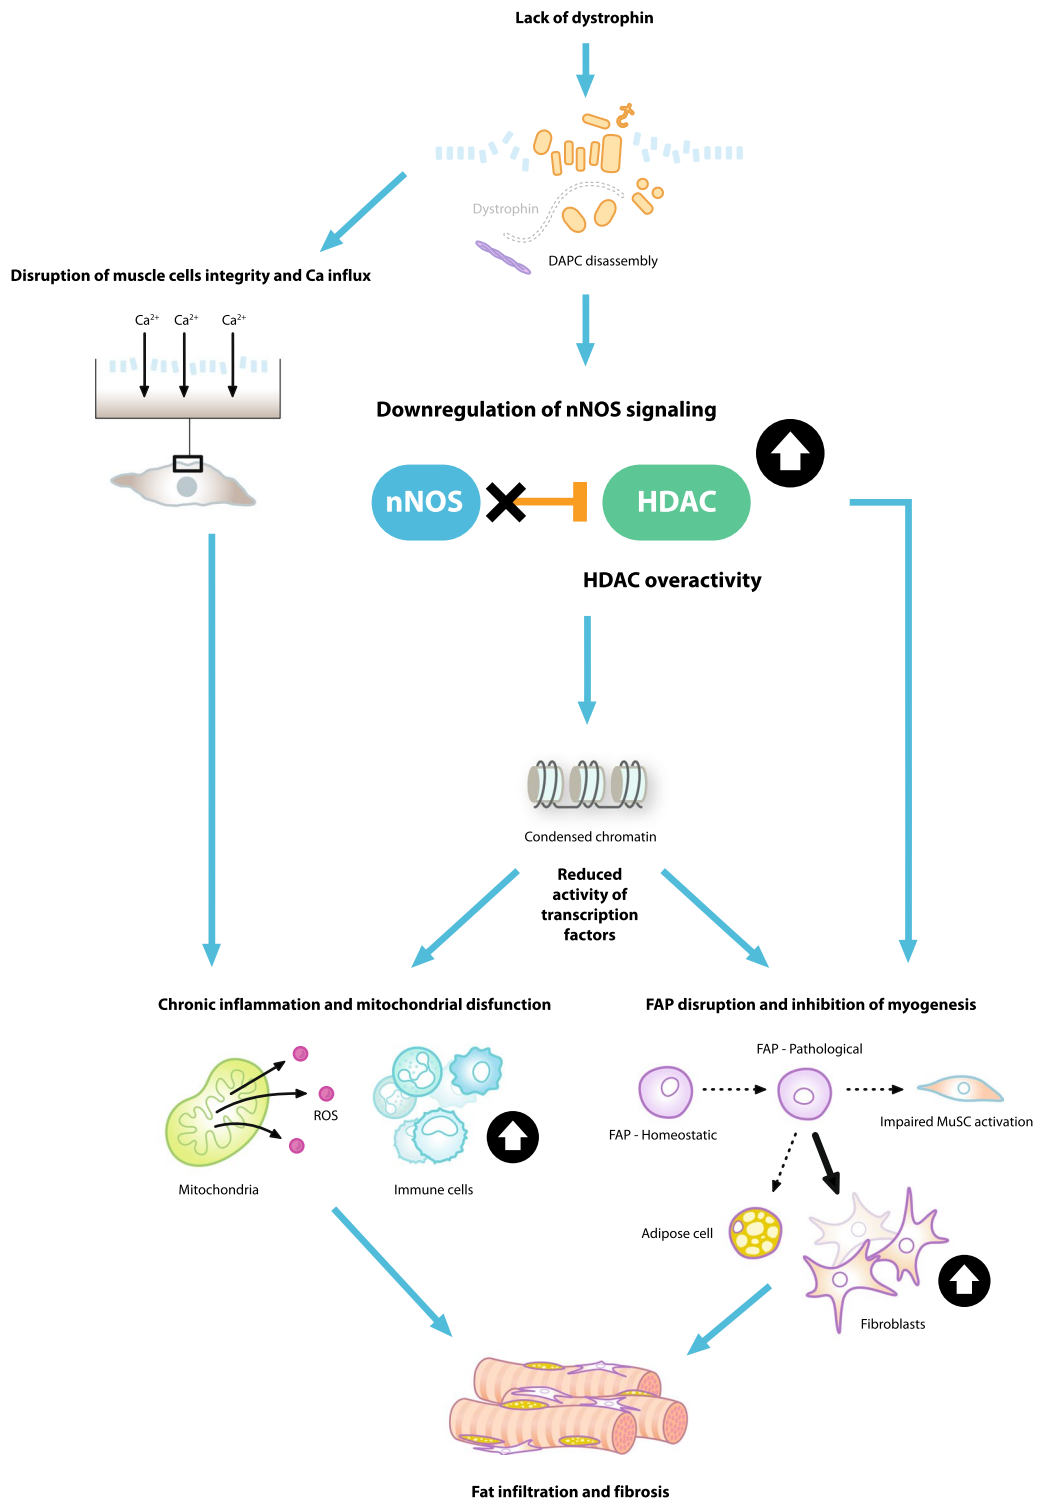 Lack of dystrophin
Dystrophin
DAPC disassembly
Disruption of muscle cells integrity and Ca influx
Ca²⁺ Ca²⁺ Ca²⁺
Downregulation of nNOS signaling
nNOS
HDAC
HDAC overactivity
Condensed chromatin
Reduced
activity of
transcription
factors
Chronic inflammation and mitochondrial disfunction
ROS
Mitochondria
Immune cells
FAP disruption and inhibition of myogenesis
FAP - Pathological
FAP - Homeostatic
Impaired MuSC activation
Adipose cell
Fibroblasts
Fat infiltration and fibrosis